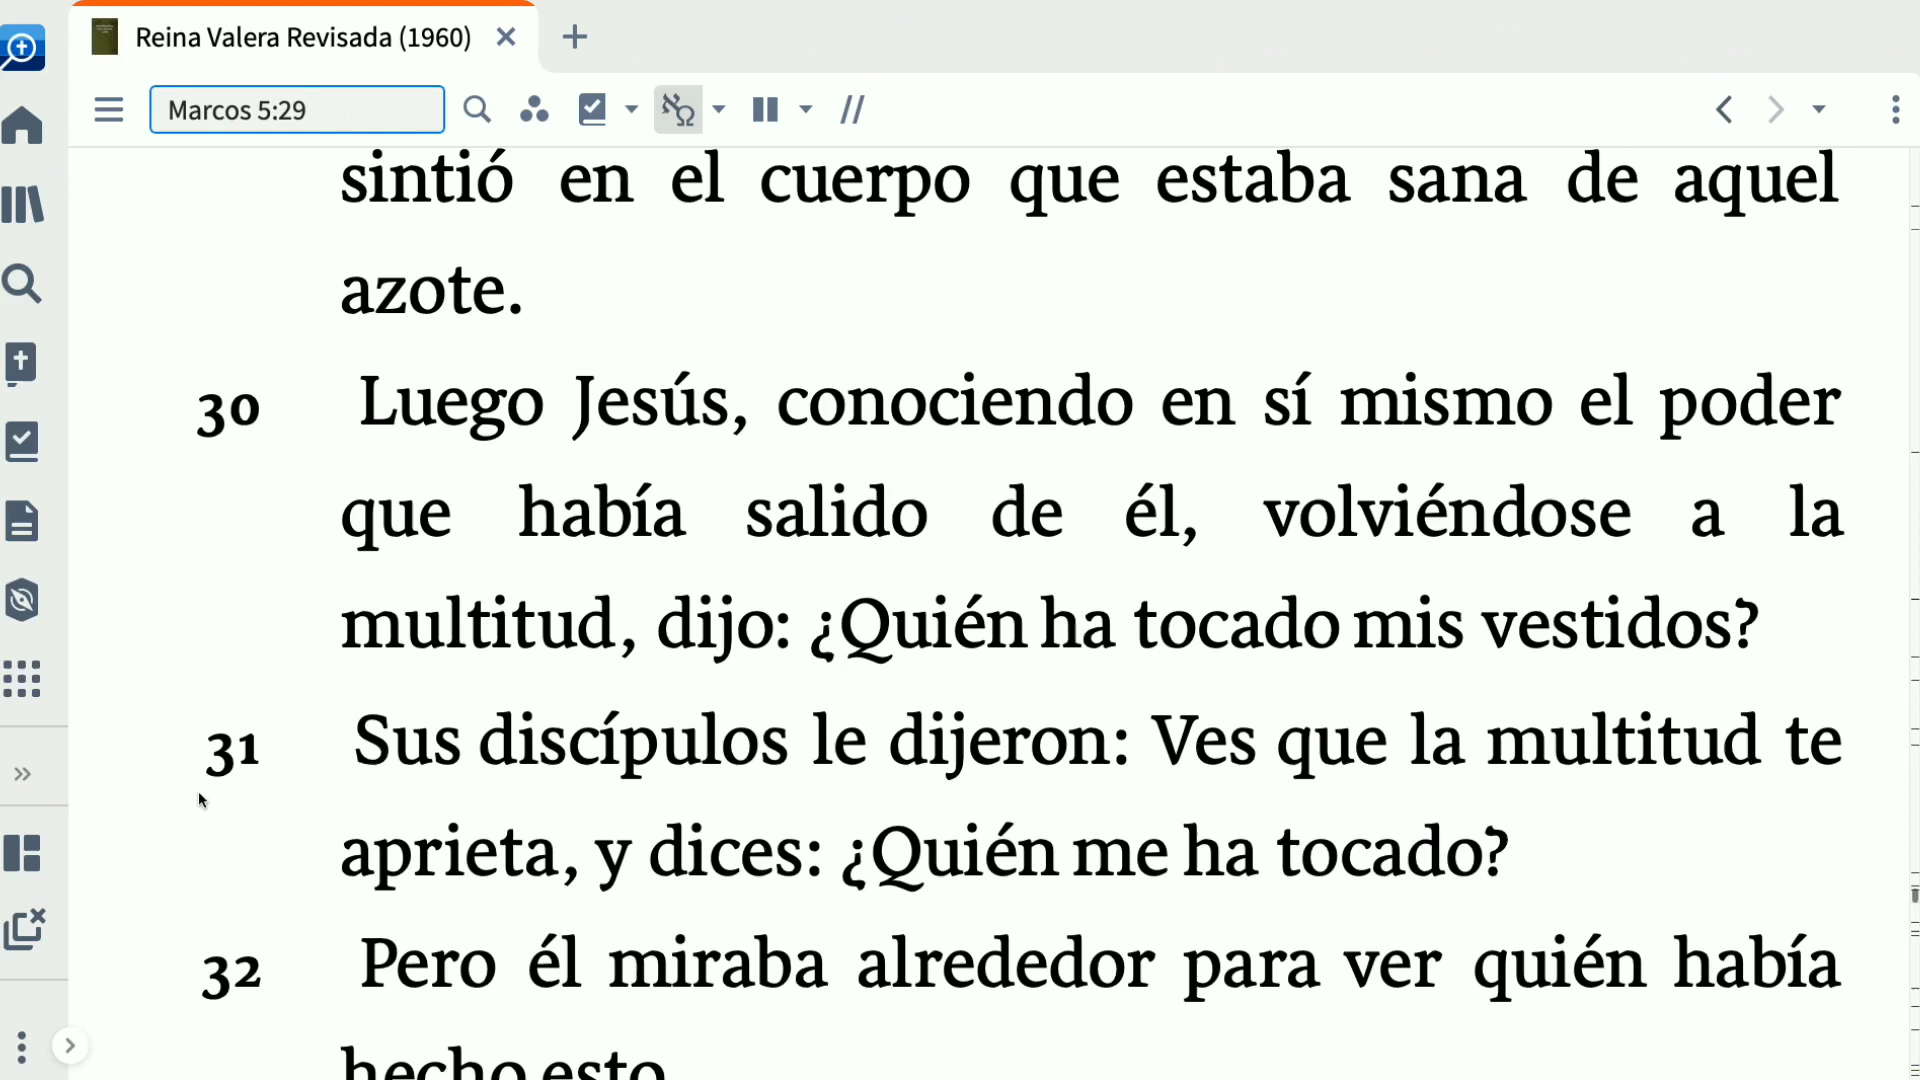 Reina Valera Revisada (1960)
Marcos 5:29
sintió en el cuerpo que estaba sana de aquel
azote.
30 Luego Jesús, conociendo en sí mismo el poder
que había salido de él, volviéndose a la
multitud, dijo: ¿Quién ha tocado mis vestidos?
31 Sus discípulos le dijeron: Ves que la multitud te
aprieta, y dices: ¿Quién me ha tocado?
32 Pero él miraba alrededor para ver quién había
hecho esto.